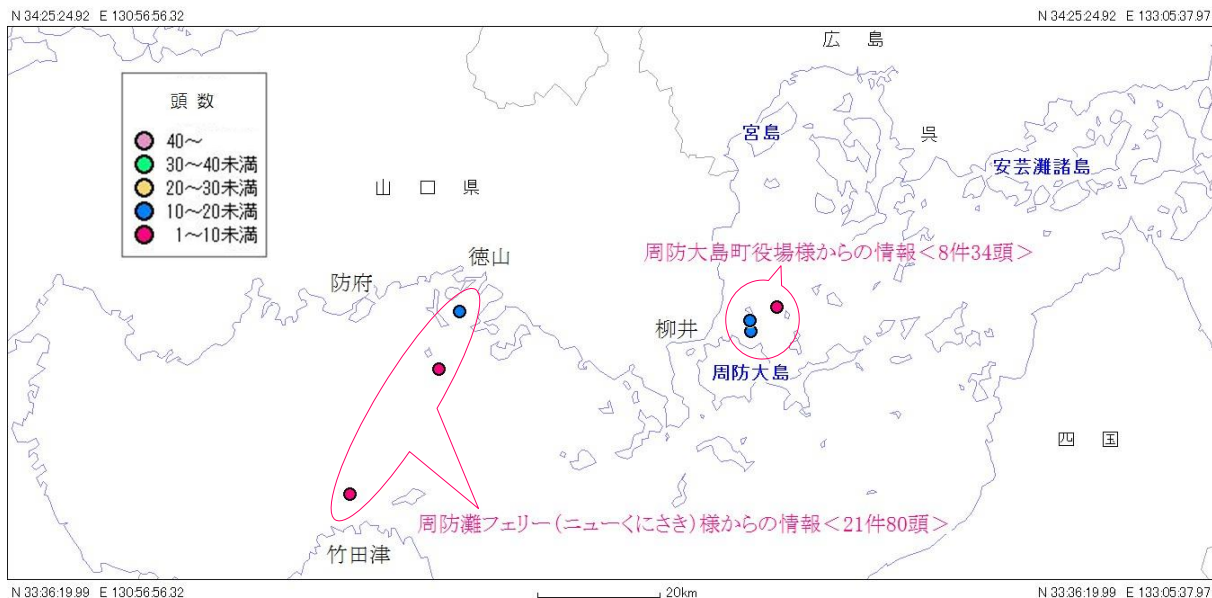 N 34:25:24.92 E 130:56:56.32
N 34:25:24.92 E 133:05:37.97
広島
頭数
40～
30～40未満
20～30未満
10～20未満
1～10未満
宮島
呉
安芸灘諸島
山口県
周防大島町役場様からの情報＜8件34頭＞
徳山
防府
柳井
周防大島
四国
周防灘フェリー(ニューくにさき)様からの情報＜21件80頭＞
竹田津
N 33:36:19.99 E 130:56:56.32
20km
N 33:36:19.99 E 133:05:37.97